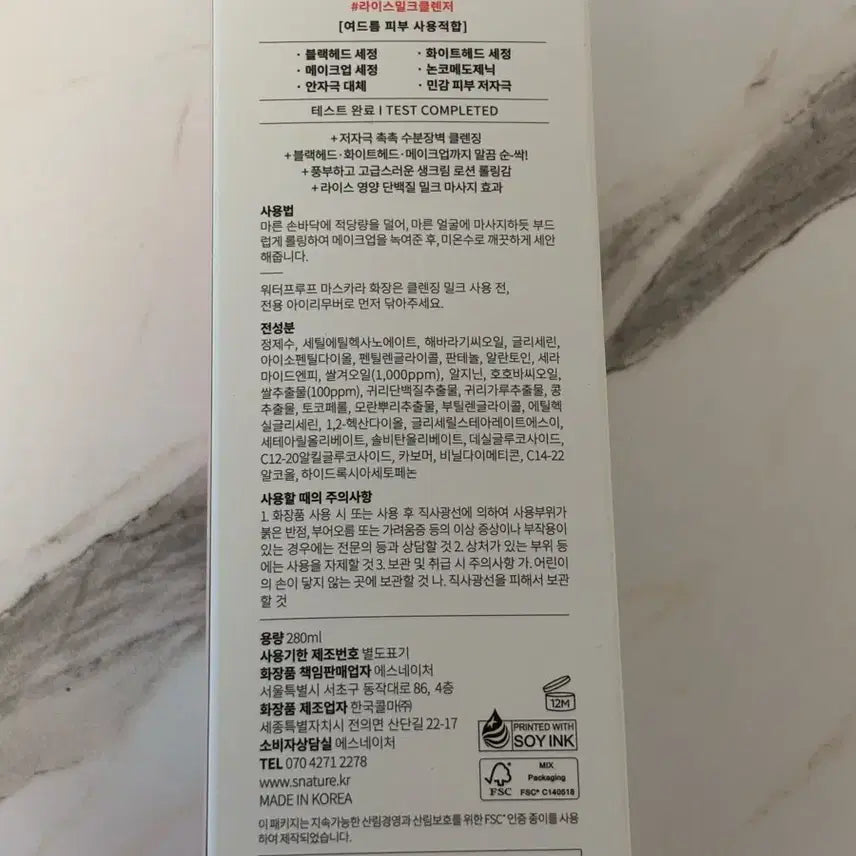 #라이스밀크클렌저
[여드름 피부 사용적합]
· 블랙헤드 세정 · 화이트헤드 세정
· 메이크업 세정 · 논코메도제닉
· 안자극 대체 · 민감 피부 저자극
테스트 완료 I TEST COMPLETED
+ 저자극 촉촉 수분장벽 클렌징
+ 블랙헤드·화이트헤드·메이크업까지 말끔 순-싹!
+ 풍부하고 고급스러운 생크림 로션 롤링감
+ 라이스 영양 단백질 밀크 마사지 효과
사용법
마른 손바닥에 적당량을 덜어, 마른 얼굴에 마사지하듯 부드
럽게 롤링하여 메이크업을 녹여준 후, 미온수로 깨끗하게 세안
해줍니다.
워터프루프 마스카라 화장은 클렌징 밀크 사용 전,
전용 아이리무버로 먼저 닦아주세요.
전성분
정제수, 세틸에틸헥사노에이트, 해바라기씨오일, 글리세린,
아이소펜틸다이올, 펜틸렌글라이콜, 판테놀, 알란토인, 세라
마이드엔피, 쌀겨오일(1,000ppm), 알지닌, 호호바씨오일,
쌀추출물(100ppm), 귀리단백질추출물, 귀리가루추출물, 콩
추출물, 토코페롤, 모란뿌리추출물, 부틸렌글라이콜, 에틸헥
실글리세린, 1,2-헥산다이올, 글리세릴스테아레이트에스이,
세테아릴올리베이트, 솔비탄올리베이트, 데실글루코사이드,
C12-20알킬글루코사이드, 카보머, 비닐다이메티콘, C14-22
알코올, 하이드록시아세토페논
사용할 때의 주의사항
1. 화장품 사용 시 또는 사용 후 직사광선에 의하여 사용부위가
붉은 반점, 부어오름 또는 가려움증 등의 이상 증상이나 부작용이
있는 경우에는 전문의 등과 상담할 것 2. 상처가 있는 부위 등
에는 사용을 자제할 것 3. 보관 및 취급 시 주의사항 가. 어린이
의 손이 닿지 않는 곳에 보관할 것 나. 직사광선을 피해서 보관
할 것
용량 280ml
사용기한 제조번호 별도표기
화장품 책임판매업자 에스네이처
서울특별시 서초구 동작대로 86, 4층
화장품 제조업자 한국콜마㈜
세종특별자치시 전의면 산단길 22-17
소비자상담실 에스네이처
TEL 070 4271 2278
www.snature.kr
MADE IN KOREA
12M
PRINTED WITH
SOY INK
FSC
MIX
Packaging
FSC® C140518
이 패키지는 지속가능한 산림경영과 산림보호를 위한 FSC® 인증 종이를 사용
하여 제작되었습니다.